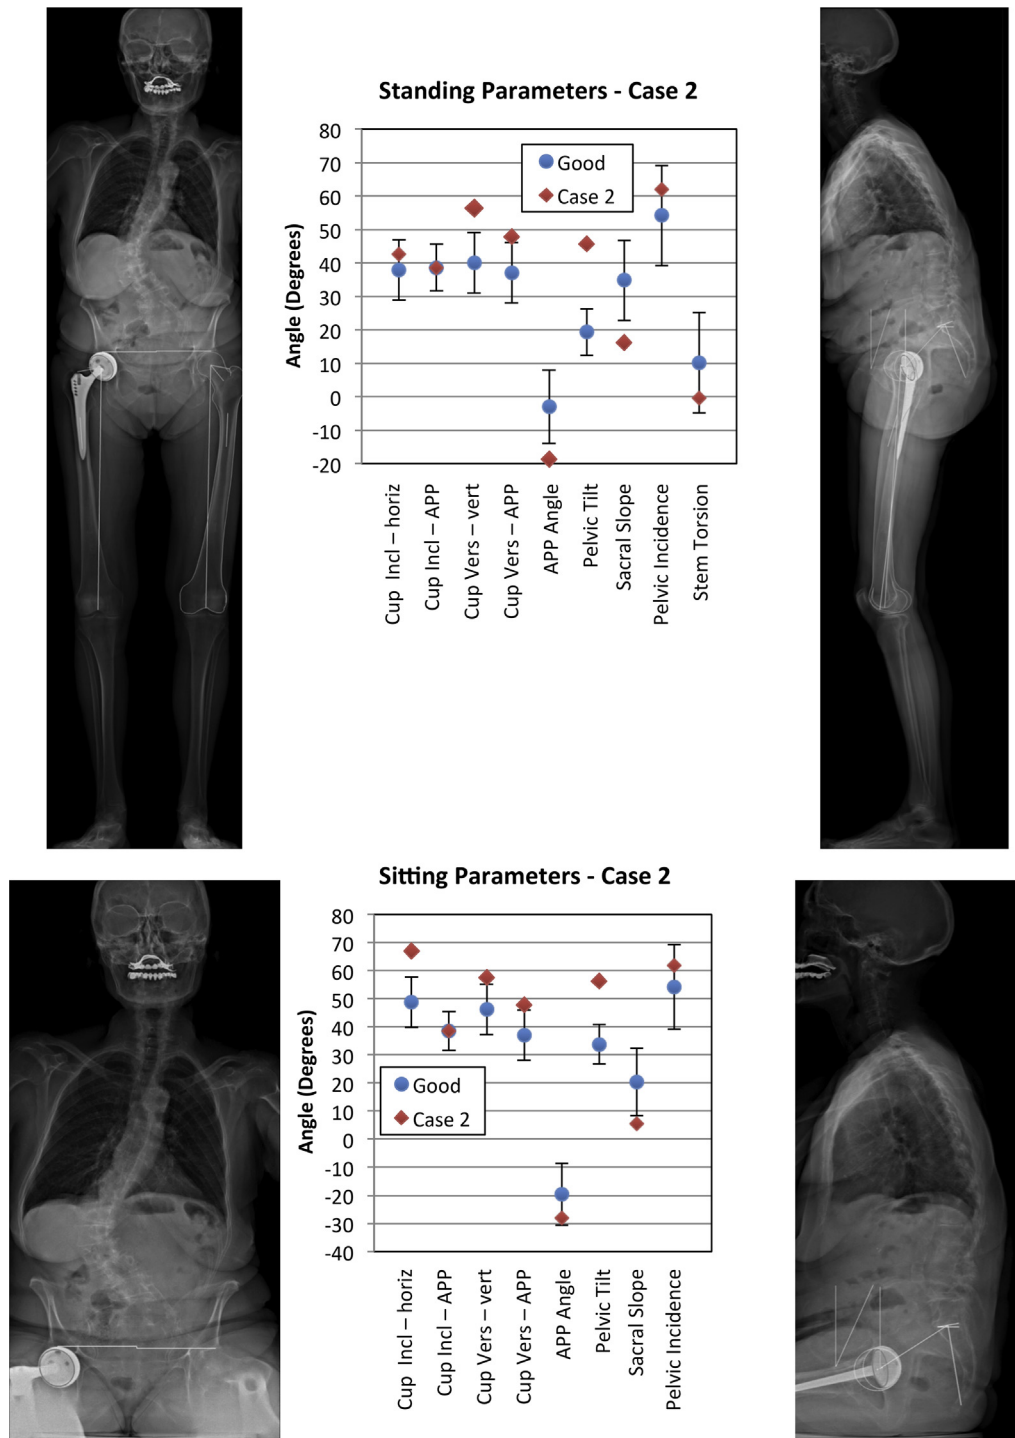 Standing Parameters - Case 2
80
70
60
50
40
30
20
10
0
-10
-20
Angle (Degrees)
Good
Case 2
Cup Incl – horiz
Cup Incl – APP
Cup Vers – vert
Cup Vers – APP
APP Angle
Pelvic Tilt
Sacral Slope
Pelvic Incidence
Stem Torsion
Sitting Parameters - Case 2
80
70
60
50
40
30
20
10
0
-10
-20
-30
-40
Angle (Degrees)
Good
Case 2
Cup Incl – horiz
Cup Incl – APP
Cup Vers – vert
Cup Vers – APP
APP Angle
Pelvic Tilt
Sacral Slope
Pelvic Incidence